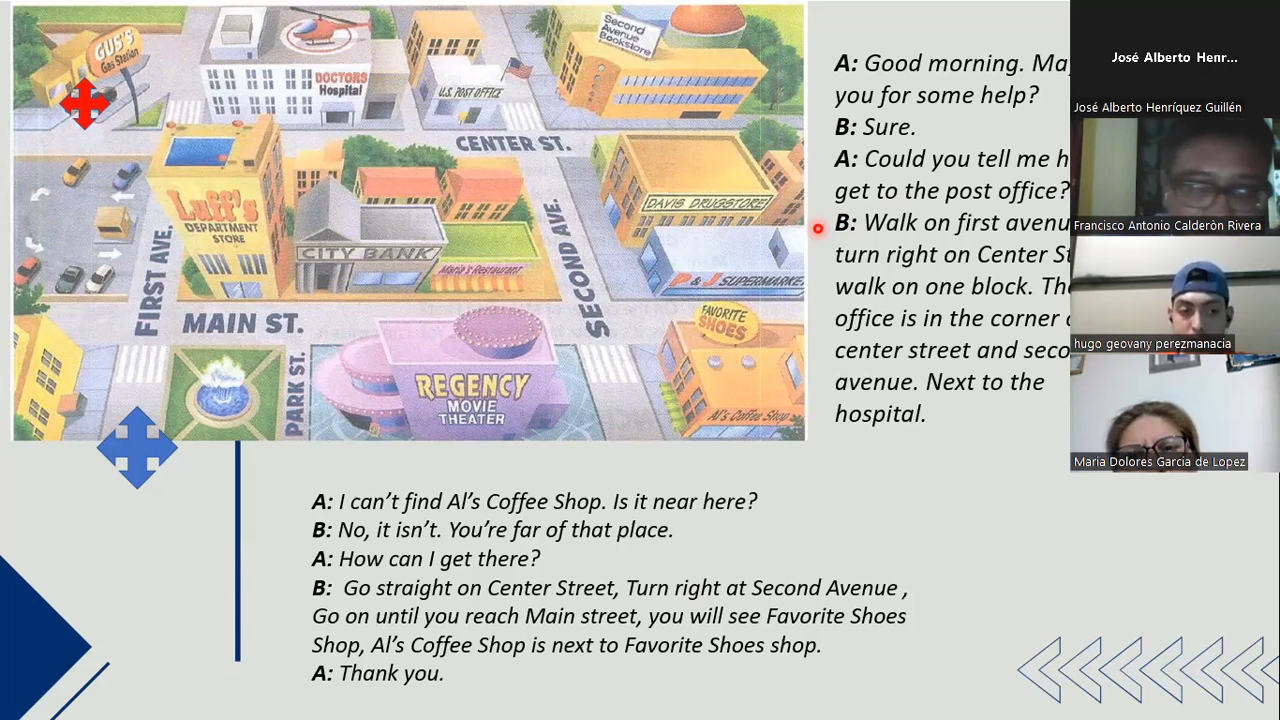 GUS's
Gas Station
DOCTORS
Hospital
U.S. POST OFFICE
Second
Avenue
Bookstore
CENTER ST.
Luff's
DEPARTMENT
STORE
CITY BANK
Maria's Restaurant
DAVIS DRUGSTORE
P & J SUPERMARKET
FIRST AVE.
SECOND AVE.
MAIN ST.
PARK ST.
REGENCY
MOVIE
THEATER
FAVORITE
SHOES
Al's Coffee Shop
A: Good morning. Ma
you for some help?
B: Sure.
A: Could you tell me h
get to the post office?
B: Walk on first avenu
turn right on Center St
walk on one block. The
office is in the corner
center street and seco
avenue. Next to the
hospital.
A: I can't find Al's Coffee Shop. Is it near here?
B: No, it isn't. You're far of that place.
A: How can I get there?
B: Go straight on Center Street, Turn right at Second Avenue ,
Go on until you reach Main street, you will see Favorite Shoes
Shop, Al's Coffee Shop is next to Favorite Shoes shop.
A: Thank you.
José Alberto Henr...
José Alberto Henríquez Guillén
Francisco Antonio Calderòn Rivera
hugo geovany perezmanacía
Maria Dolores Garcia de Lopez